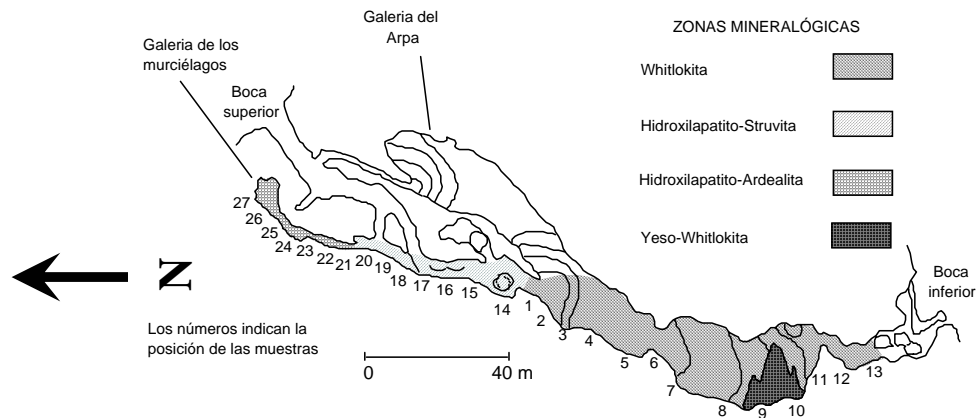 Galeria del
Arpa
Galeria de los
murciélagos
Boca
superior
ZONAS MINERALÓGICAS
Whitlokita
Hidroxilapatito-Struvita
Hidroxilapatito-Ardealita
Yeso-Whitlokita
27
26
25
24
23
22
21
20
19
18
17
16
15
14
1
2
3
4
5
6
7
8
9
10
11
12
13
Boca
inferior
N
Los números indican la
posición de las muestras
0
40 m